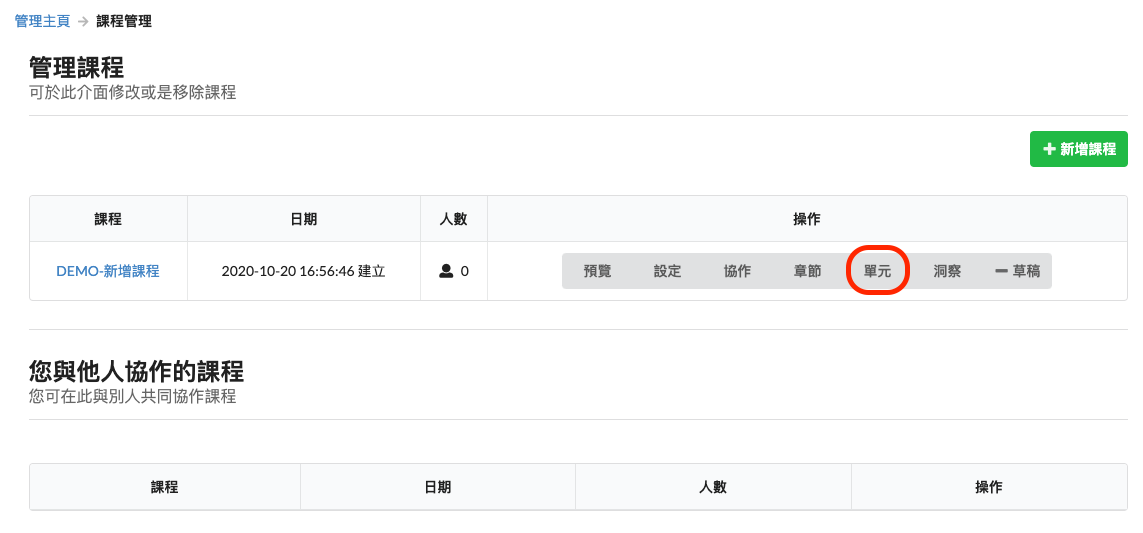 管理主頁 → 課程管理
管理課程
可於此介面修改或是移除課程
+ 新增課程
課程 日期 人數 操作
DEMO-新增課程 2020-10-20 16:56:46 建立 0 預覽 設定 協作 章節 單元 洞察 草稿
您與他人協作的課程
您可在此與別人共同協作課程
課程 日期 人數 操作